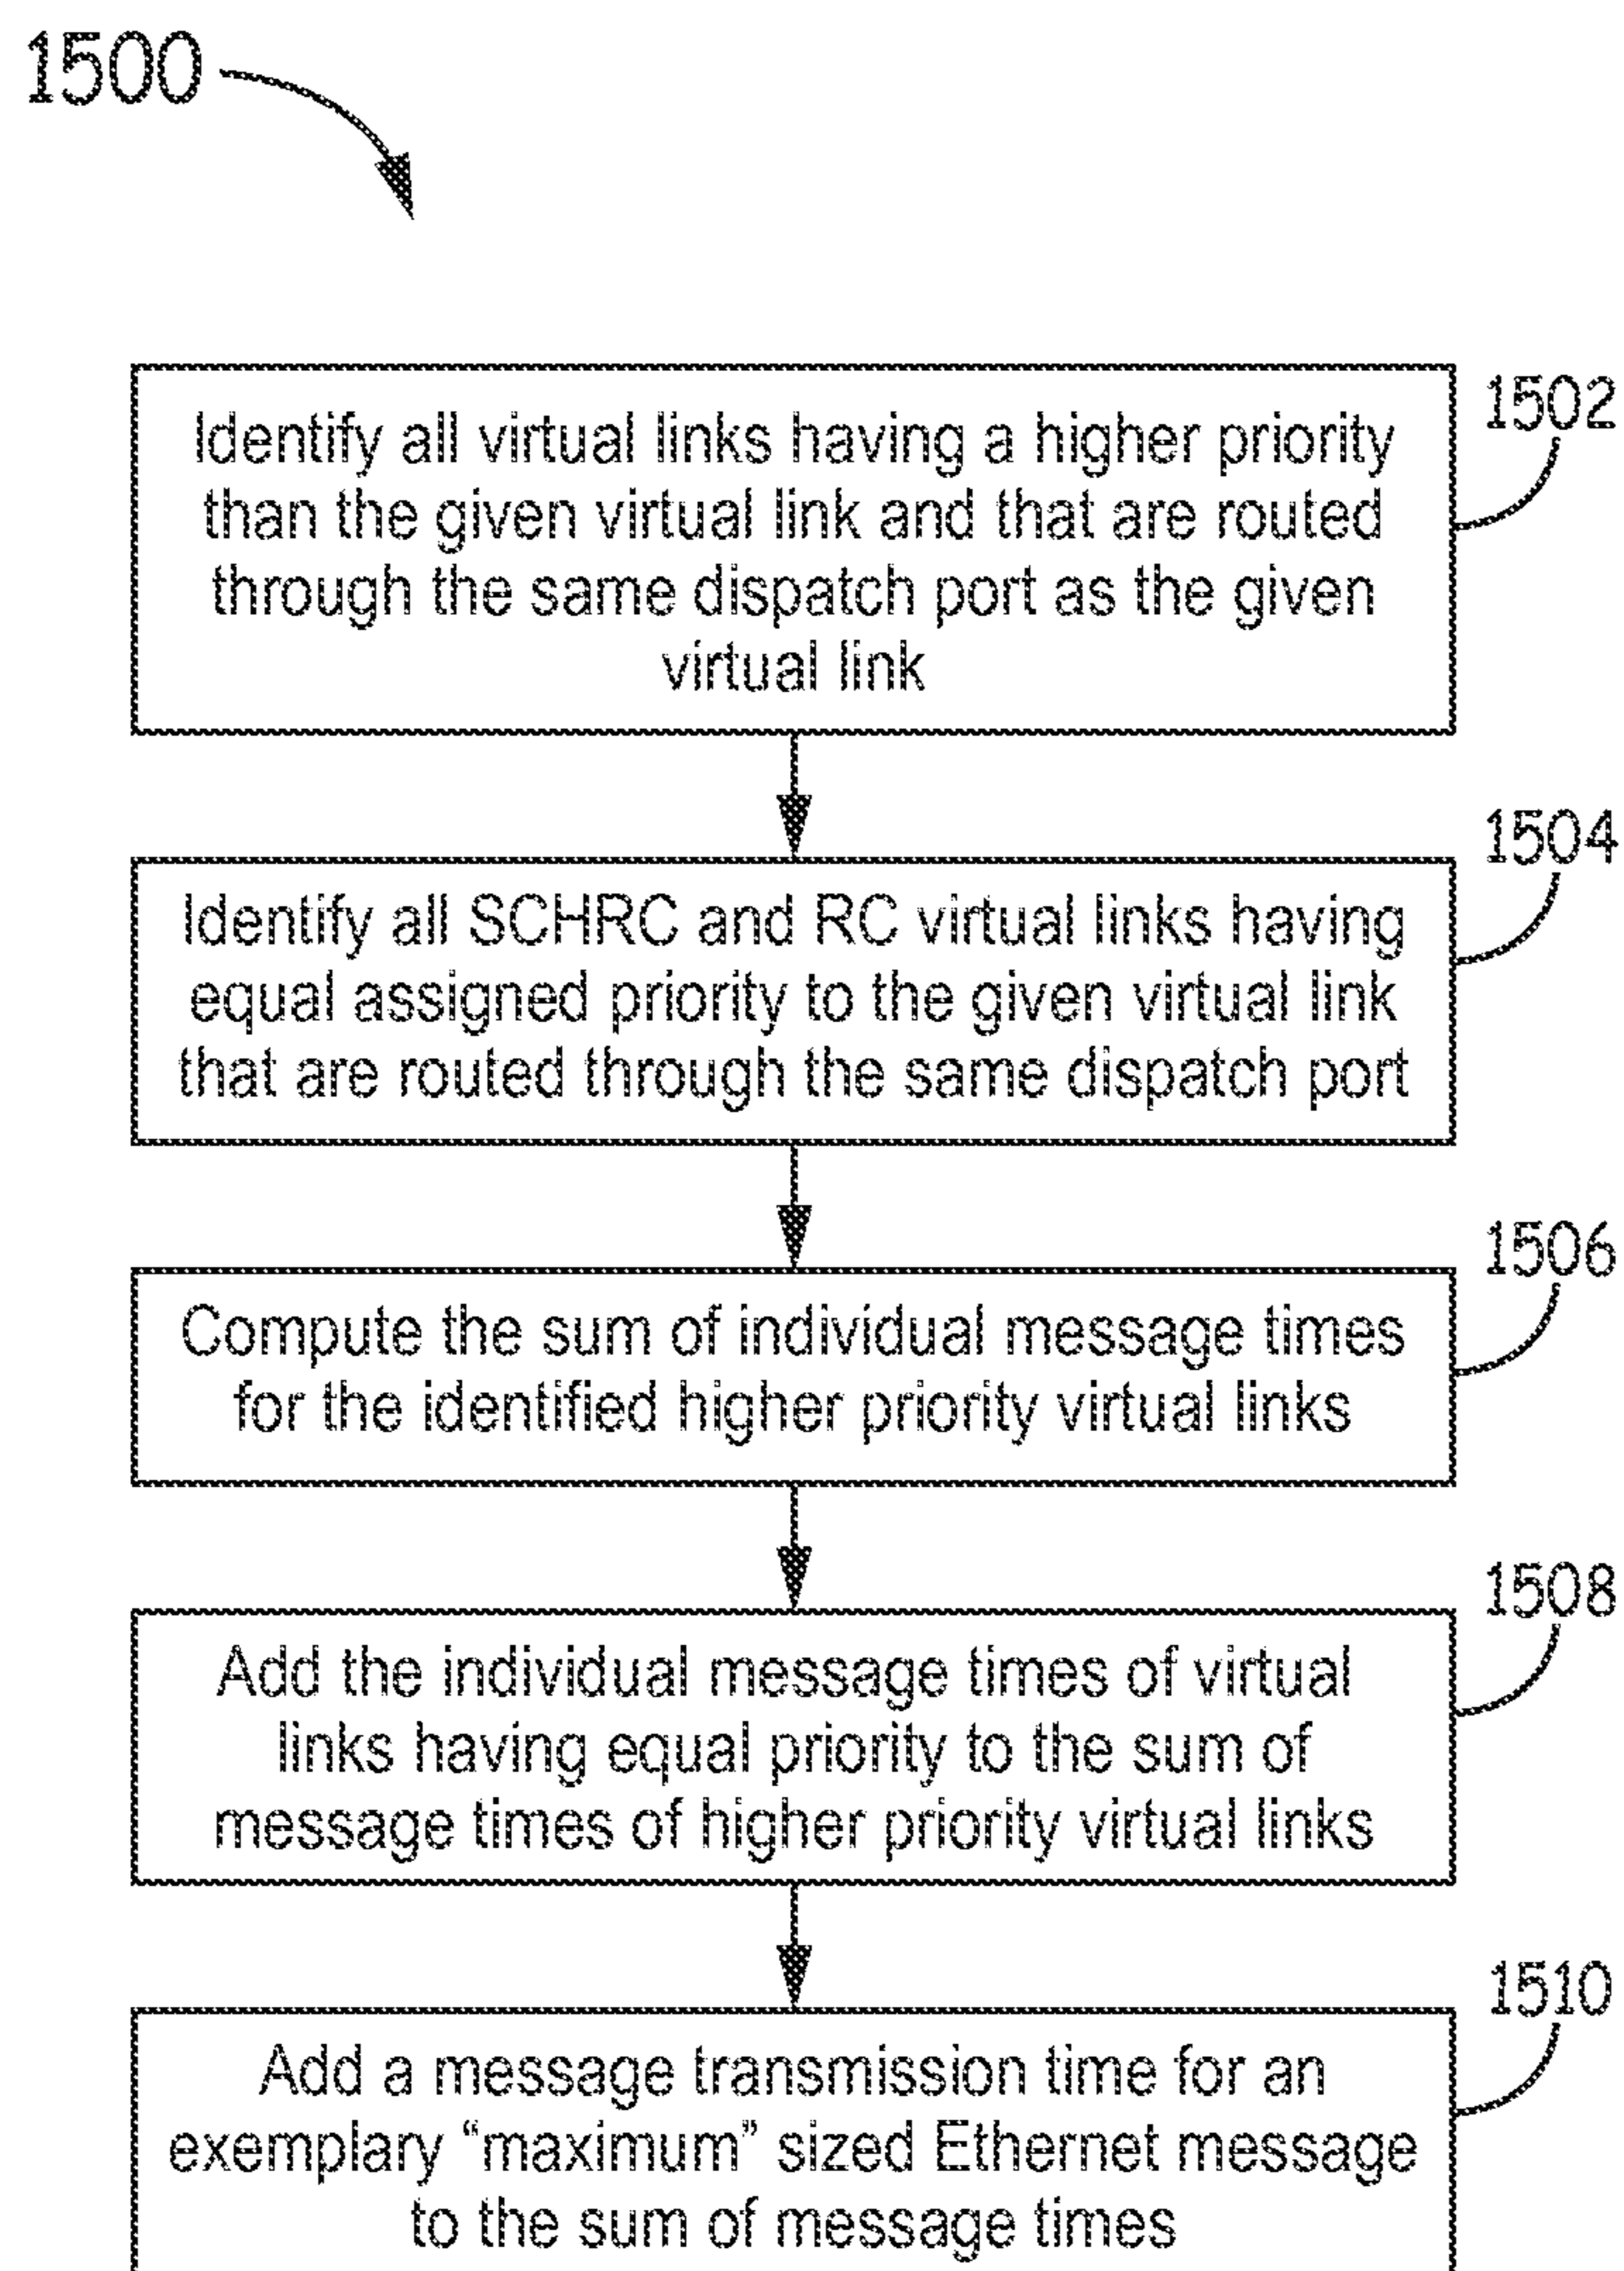 1500
1502
Identify all virtual links having a higher priority
than the given virtual link and that are routed
through the same dispatch port as the given
virtual link
1504
Identify all SCHRC and RC virtual links having
equal assigned priority to the given virtual link
that are routed through the same dispatch port
1506
Compute the sum of individual message times
for the identified higher priority virtual links
1508
Add the individual message times of virtual
links having equal priority to the sum of
message times of higher priority virtual links
1510
Add a message transmission time for an
exemplary “maximum” sized Ethernet message
to the sum of message times